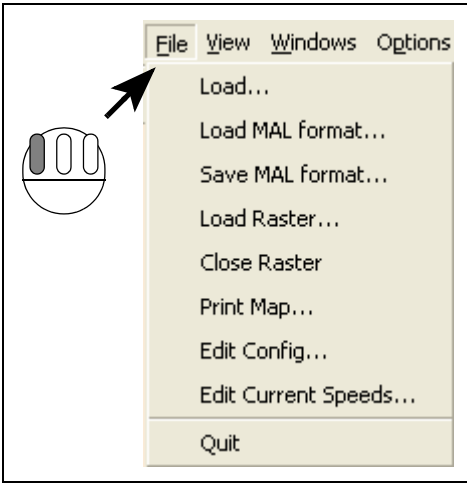 File View Windows Options
Load...
Load MAL format...
Save MAL format...
Load Raster...
Close Raster
Print Map...
Edit Config...
Edit Current Speeds...
Quit